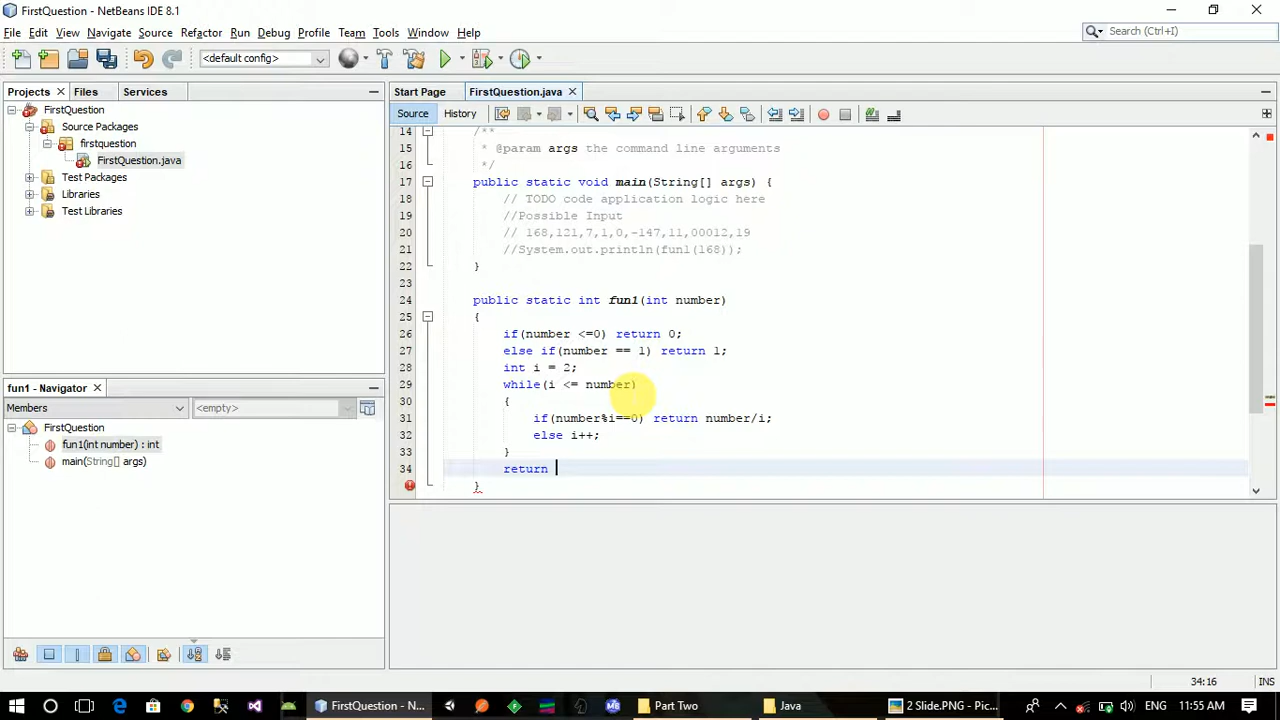 FirstQuestion - NetBeans IDE 8.1
File Edit View Navigate Source Refactor Run Debug Profile Team Tools Window Help
Search (Ctrl+I)
<default config>
Projects Files Services
Start Page FirstQuestion.java
FirstQuestion
Source Packages
firstquestion
FirstQuestion.java
Test Packages
Libraries
Test Libraries
Source History
14 /**
15 * @param args the command line arguments
16 */
17 public static void main(String[] args) {
18 // TODO code application logic here
19 //Possible Input
20 // 168,121,7,1,0,-147,11,00012,19
21 //System.out.println(fun1(168));
22 }
23
24 public static int fun1(int number)
25 {
26 if(number <=0) return 0;
27 else if(number == 1) return 1;
28 int i = 2;
29 while(i <= number)
30 {
31 if(number%i==0) return number/i;
32 else i++;
33 }
34 return
}
fun1 - Navigator
Members <empty>
FirstQuestion
fun1(int number) : int
main(String[] args)
34:16 INS
FirstQuestion - N... Part Two Java 2 Slide.PNG - Pic... 11:55 AM